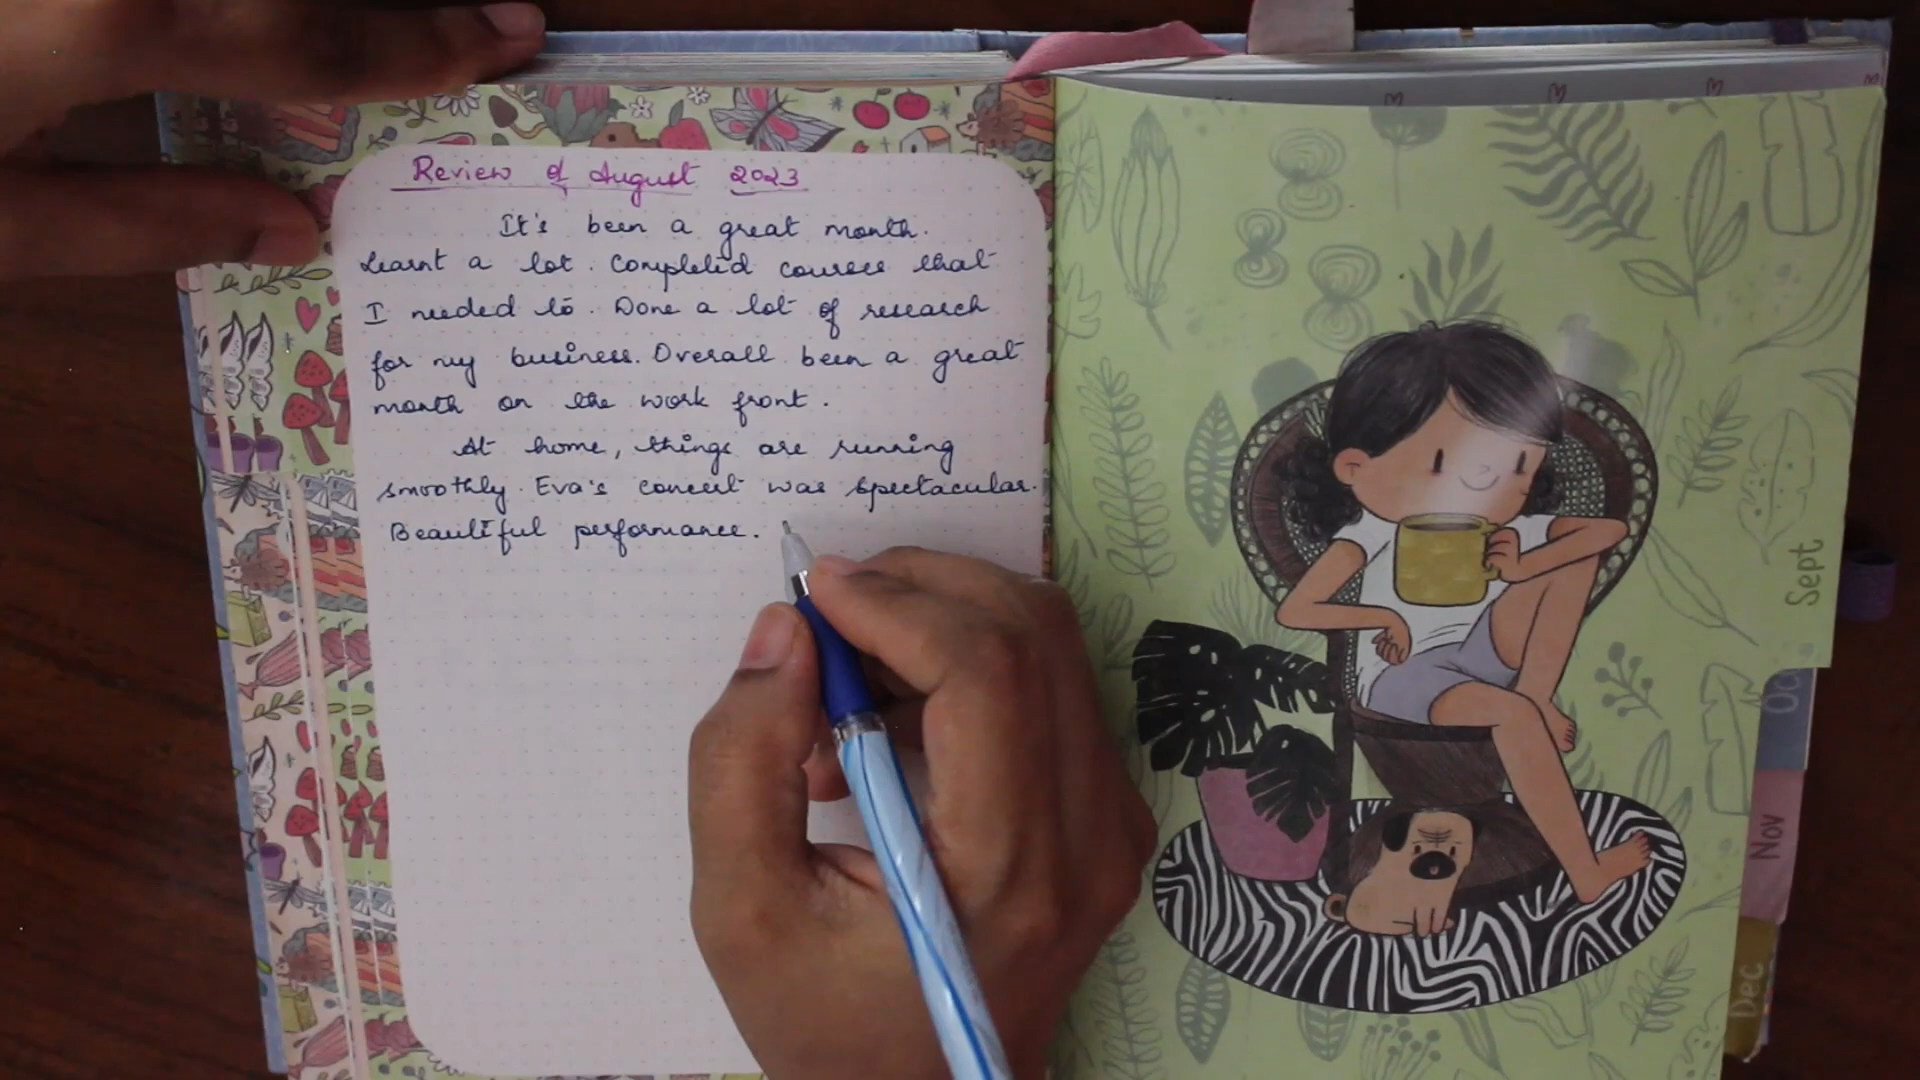 Review of August 2023
It's been a great month.
Learnt a lot. Completed courses that
I needed to. Done a lot of research
for my business. Overall been a great
month on the work front.
At home, things are running
smoothly. Eva's concert was spectacular.
Beautiful performance.
Sept
Oc
Nov
Dec